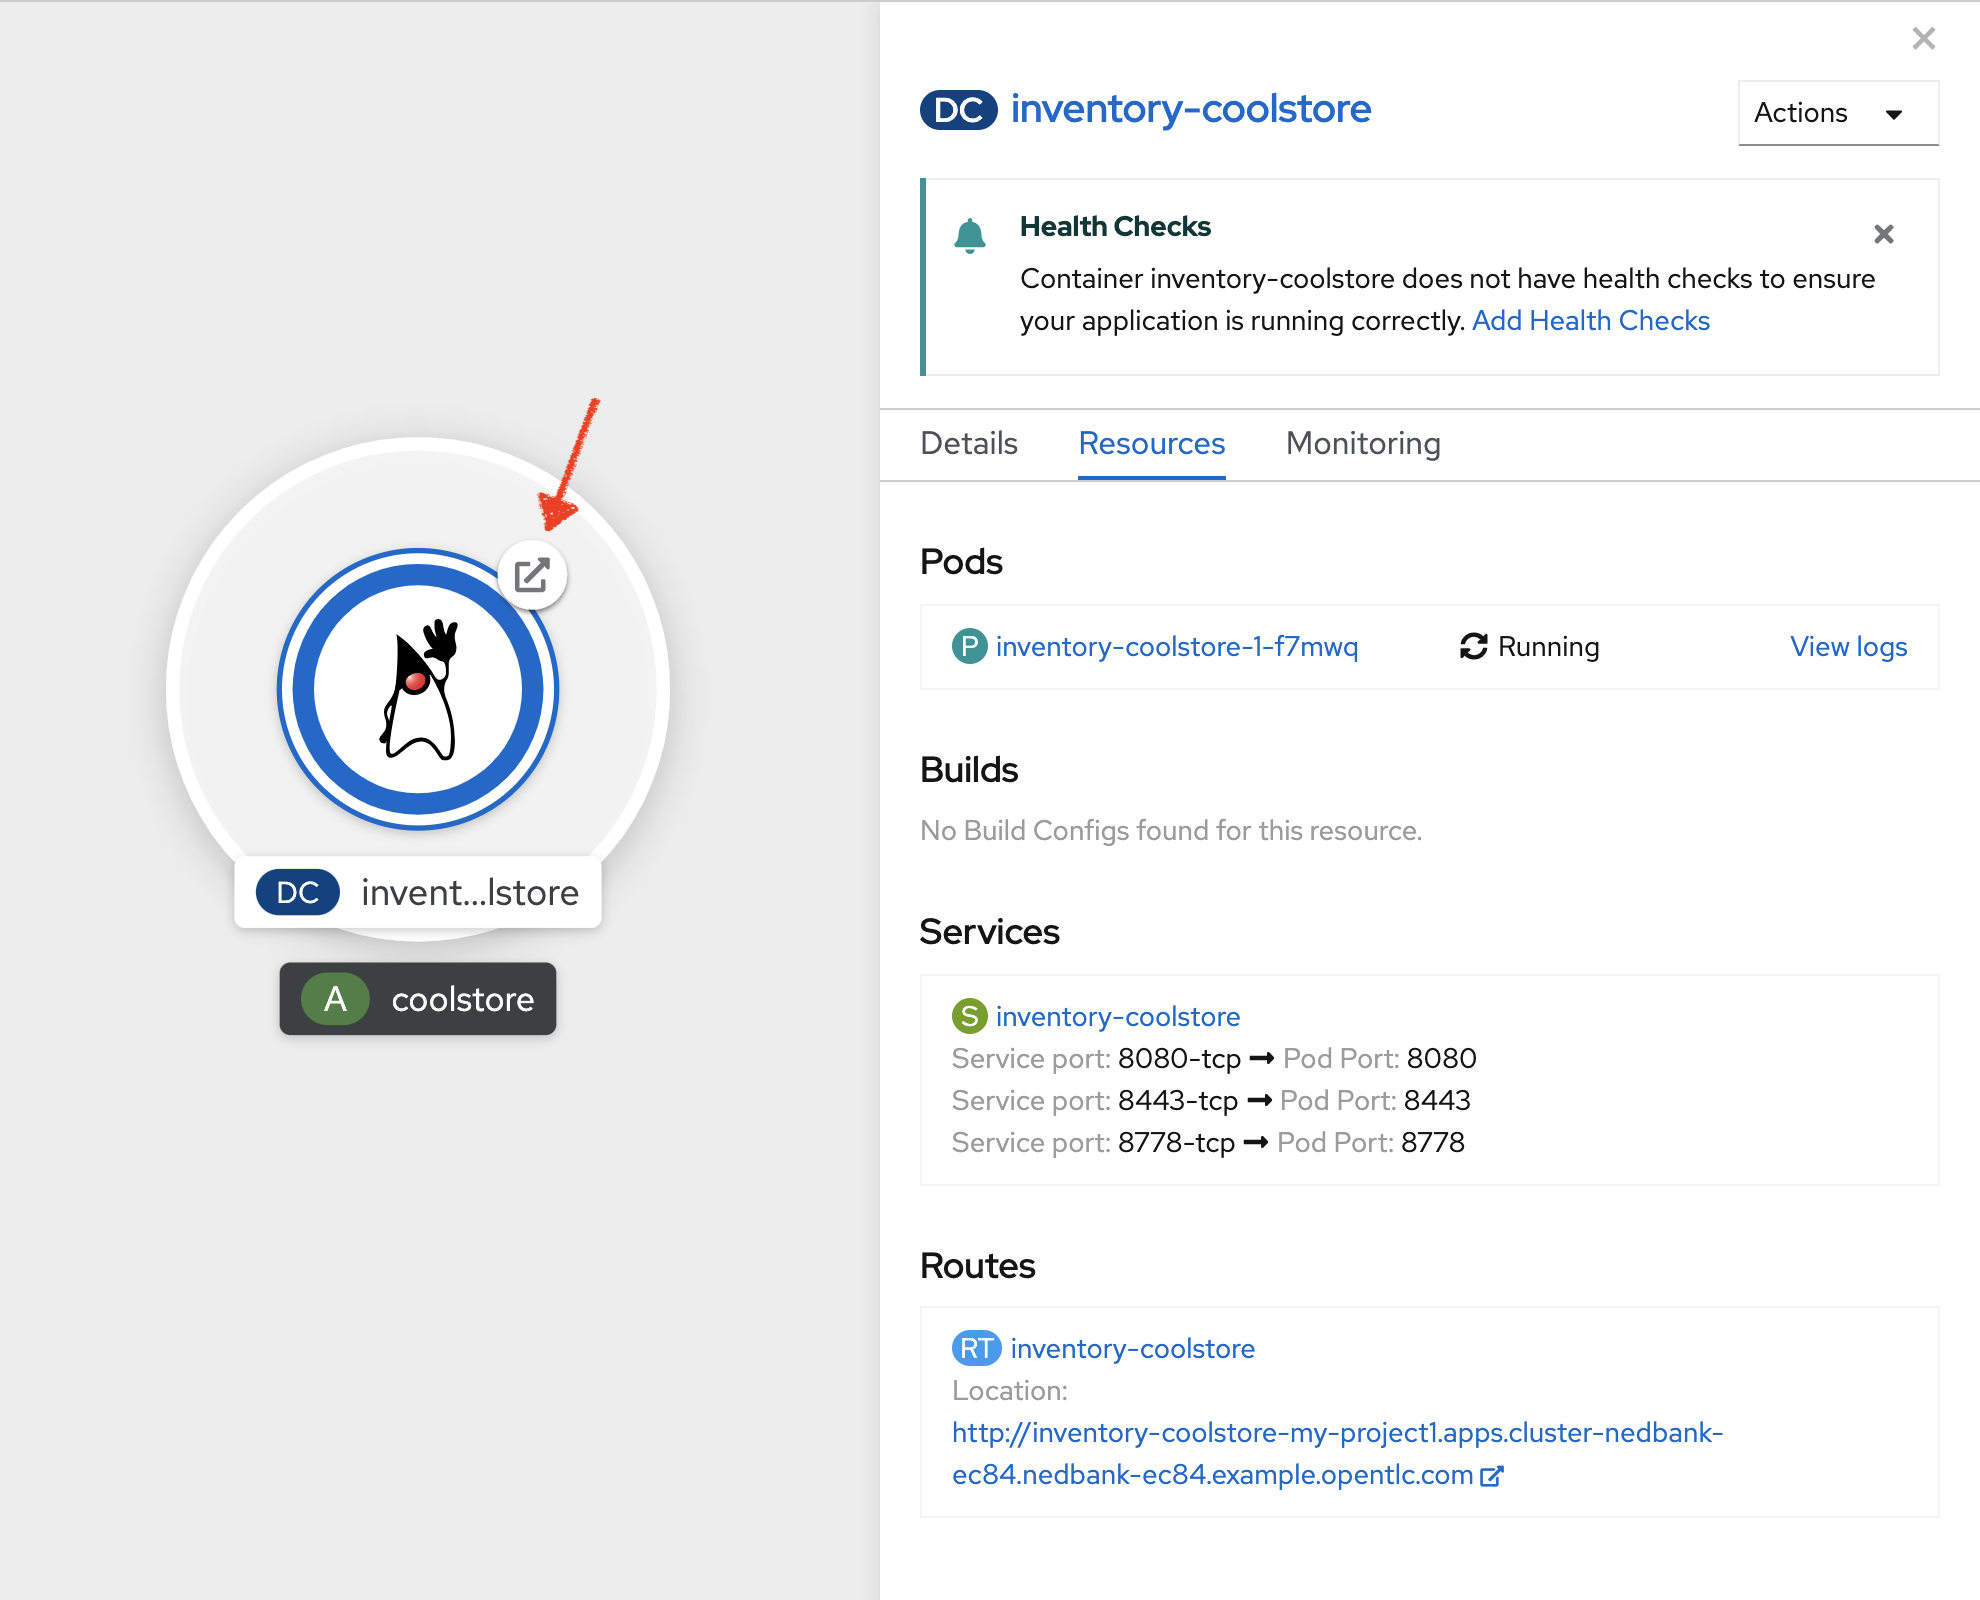 DC inventory-coolstore
Actions
Health Checks
Container inventory-coolstore does not have health checks to ensure
your application is running correctly. Add Health Checks
Details Resources Monitoring
Pods
P inventory-coolstore-1-f7mwq Running View logs
Builds
No Build Configs found for this resource.
Services
S inventory-coolstore
Service port: 8080-tcp → Pod Port: 8080
Service port: 8443-tcp → Pod Port: 8443
Service port: 8778-tcp → Pod Port: 8778
Routes
RT inventory-coolstore
Location:
http://inventory-coolstore-my-project1.apps.cluster-nedbank-
ec84.nedbank-ec84.example.opentlc.com
DC invent...lstore
A coolstore